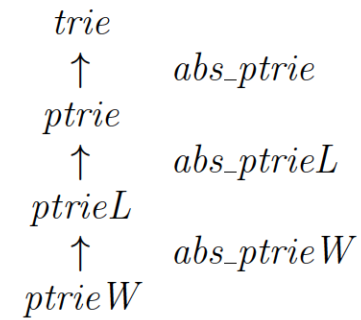 trie
↑ abs_ptrie
ptrie
↑ abs_ptrieL
ptrieL
↑ abs_ptrieW
ptrieW